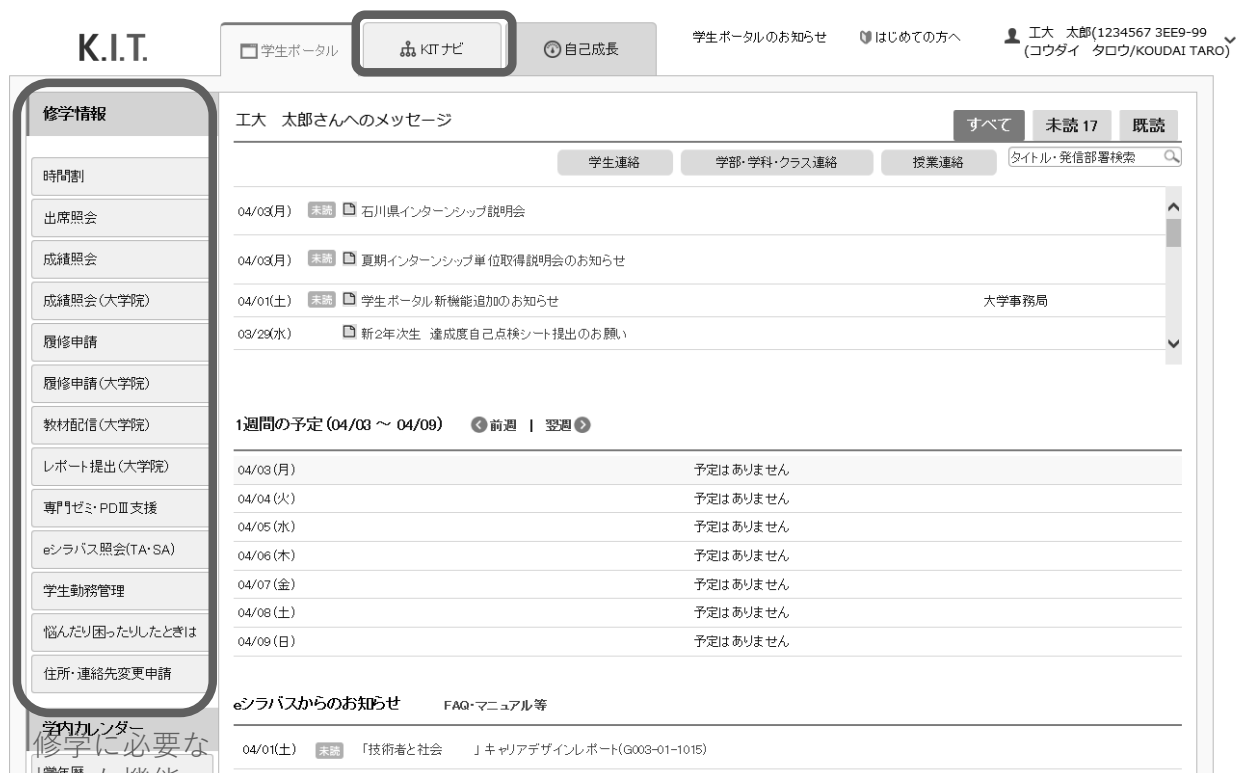 K.I.T.
学生ポータル
KITナビ
自己成長
学生ポータルのお知らせ
はじめての方へ
工大 太郎(1234567 3EE9-99
(コウダイ タロウ/KOUDAI TARO)
修学情報
時間割
出席照会
成績照会
成績照会(大学院)
履修申請
履修申請(大学院)
教材配信(大学院)
レポート提出(大学院)
専門ゼミ・PDⅢ支援
eシラバス照会(TA・SA)
学生勤務管理
悩んだり困ったりしたときは
住所・連絡先変更申請
学内カレンダー
修学に必要な
学年暦
工大 太郎さんへのメッセージ
すべて 未読 17 既読
学生連絡 学部・学科・クラス連絡 授業連絡 タイトル・発信部署検索
04/03(月) 未読 石川県インターンシップ説明会
04/03(月) 未読 夏期インターンシップ単位取得説明会のお知らせ
04/01(土) 未読 学生ポータル新機能追加のお知らせ 大学事務局
03/29(水) 新2年次生 達成度自己点検シート提出のお願い
1週間の予定(04/03 ～ 04/09) 前週 | 翌週
04/03(月) 予定はありません
04/04(火) 予定はありません
04/05(水) 予定はありません
04/06(木) 予定はありません
04/07(金) 予定はありません
04/08(土) 予定はありません
04/09(日) 予定はありません
eシラバスからのお知らせ FAQ・マニュアル等
04/01(土) 未読 「技術者と社会 」キャリアデザインレポート(G003-01-1015)